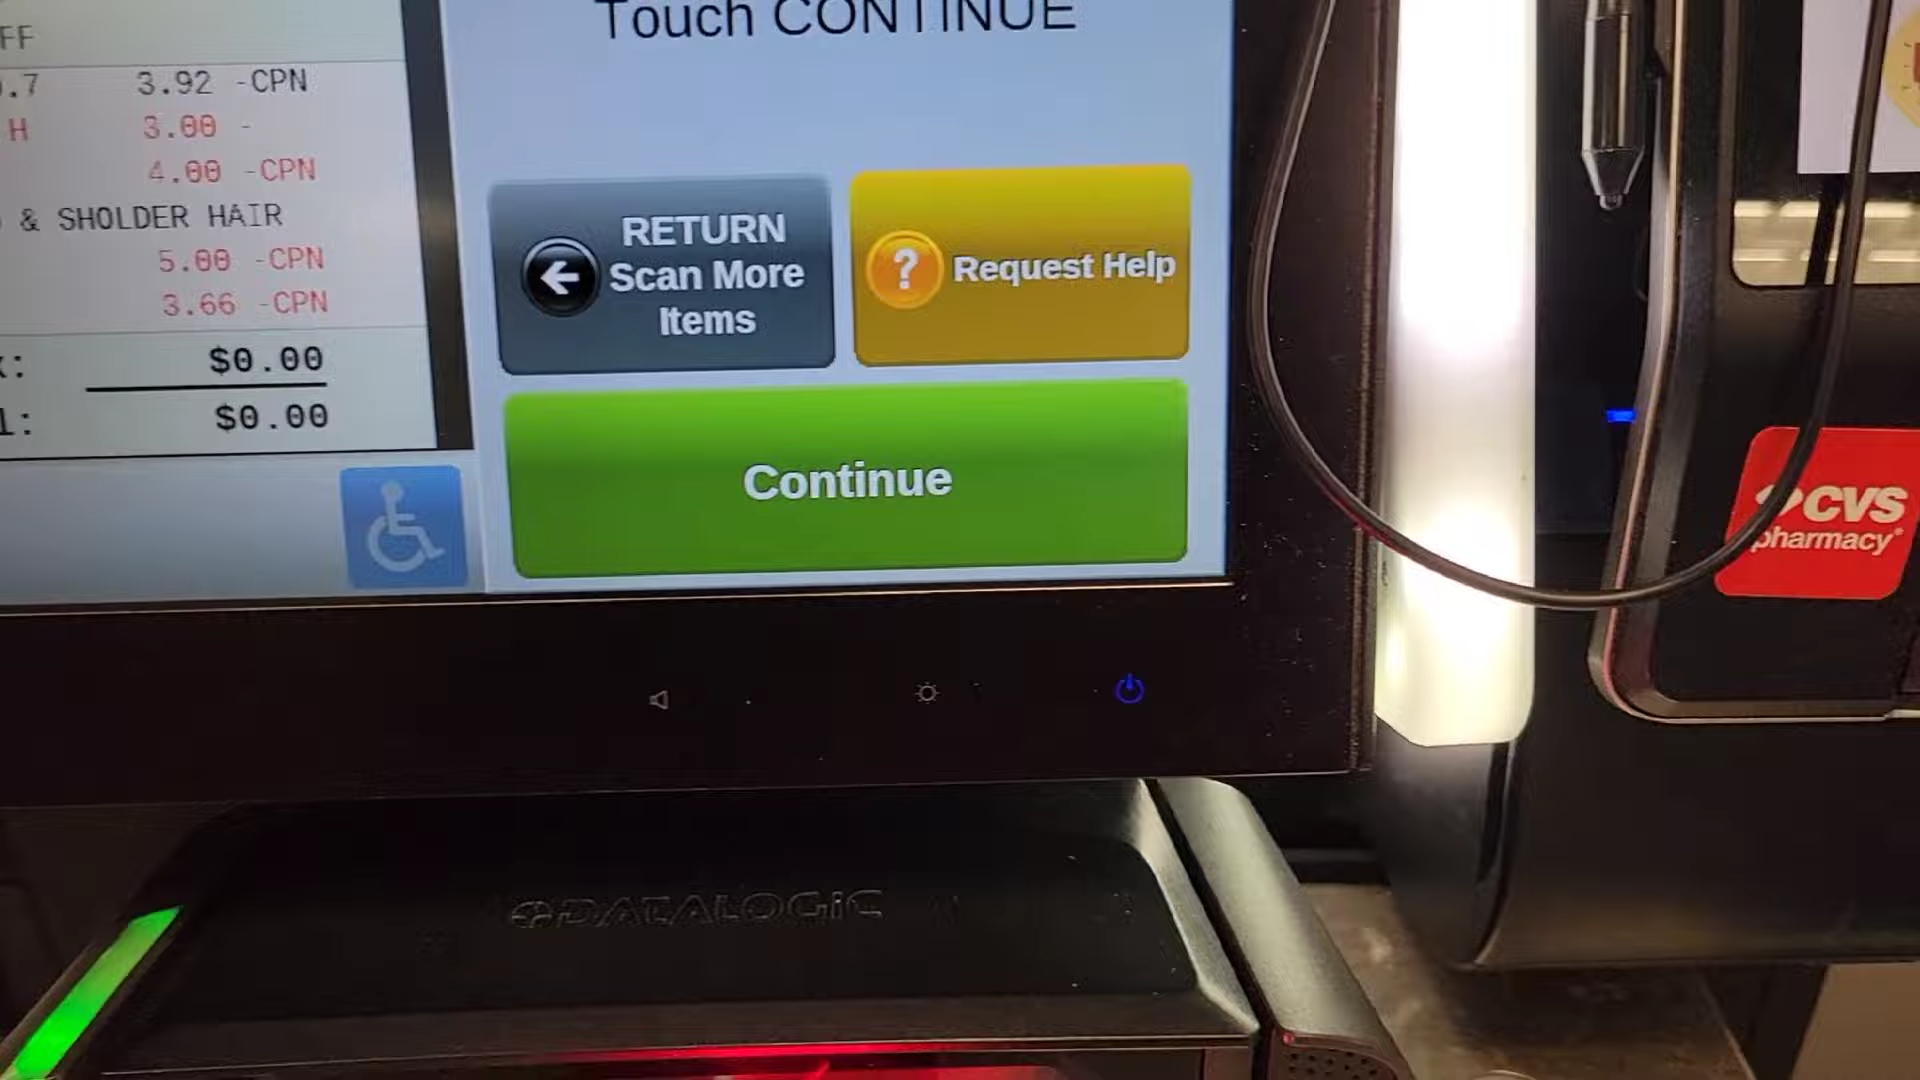 FF
.7 3.92 -CPN
H 3.00 -
4.00 -CPN
& SHOLDER HAIR
5.00 -CPN
3.66 -CPN
: $0.00
: $0.00
Touch CONTINUE
RETURN
Scan More
Items
? Request Help
Continue
DATALOGIC
CVS
pharmacy